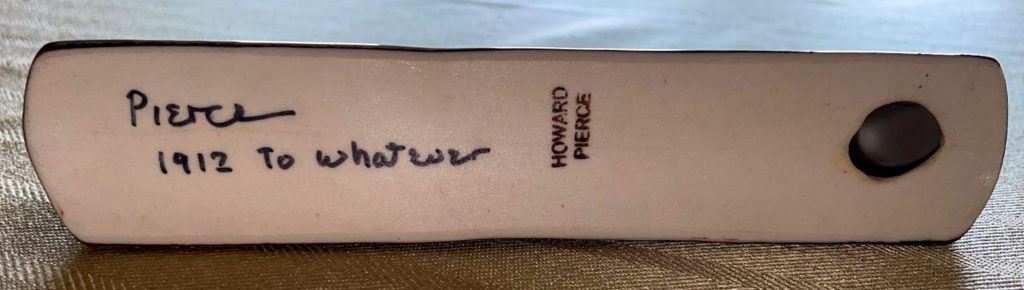 Pierce
1912 To whatever
HOWARD
PIERCE